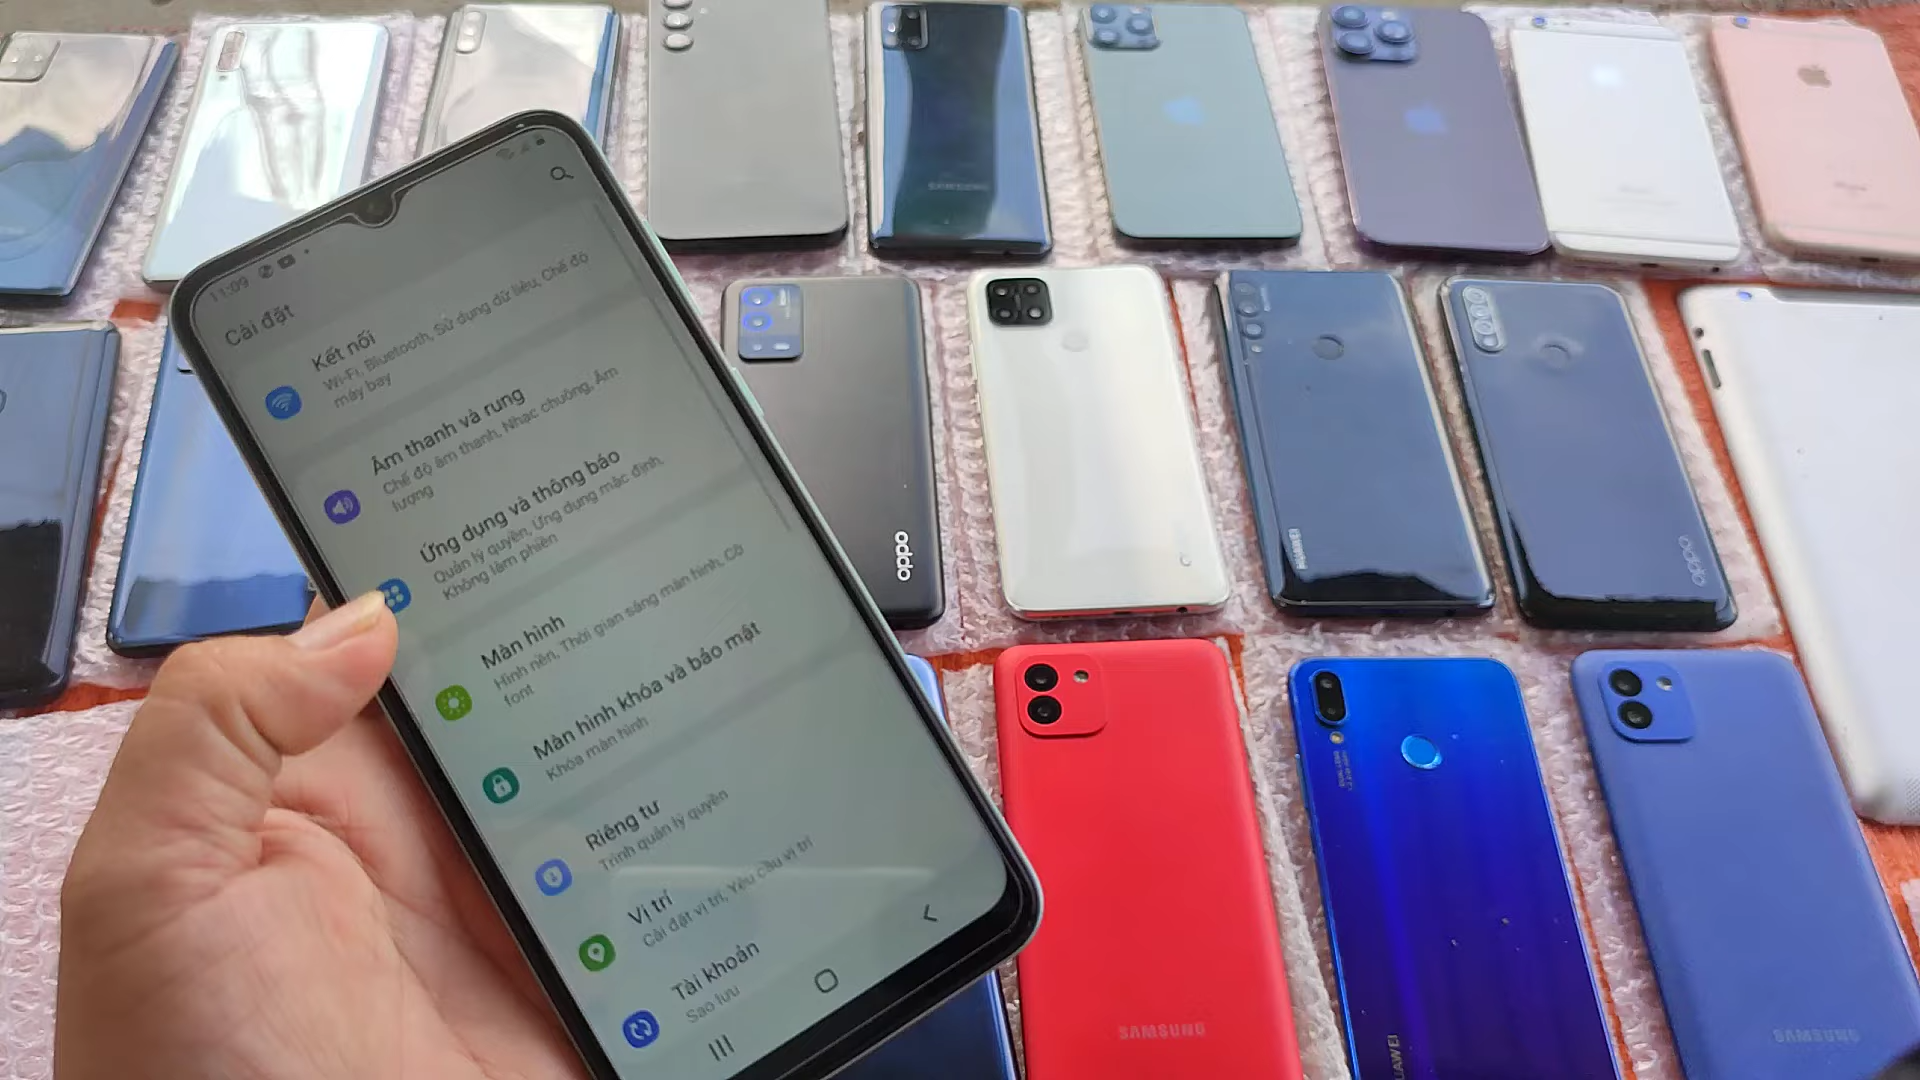 11:09
Cài đặt
Kết nối
Wi-Fi, Bluetooth, Sử dụng dữ liệu, Chế độ
máy bay
Âm thanh và rung
Chế độ âm thanh, Nhạc chuông, Âm
lượng
Ứng dụng và thông báo
Quản lý quyền, Ứng dụng mặc định,
Không làm phiền
Màn hình
Hình nền, Thời gian sáng màn hình, Cỡ
font
Màn hình khóa và bảo mật
Khóa màn hình
Riêng tư
Trình quản lý quyền
Vị trí
Cài đặt vị trí, Yêu cầu vị trí
Tài khoản
Sao lưu
SAMSUNG
oppo
HUAWEI
oppo
SAMSUNG
HUAWEI
SAMSUNG